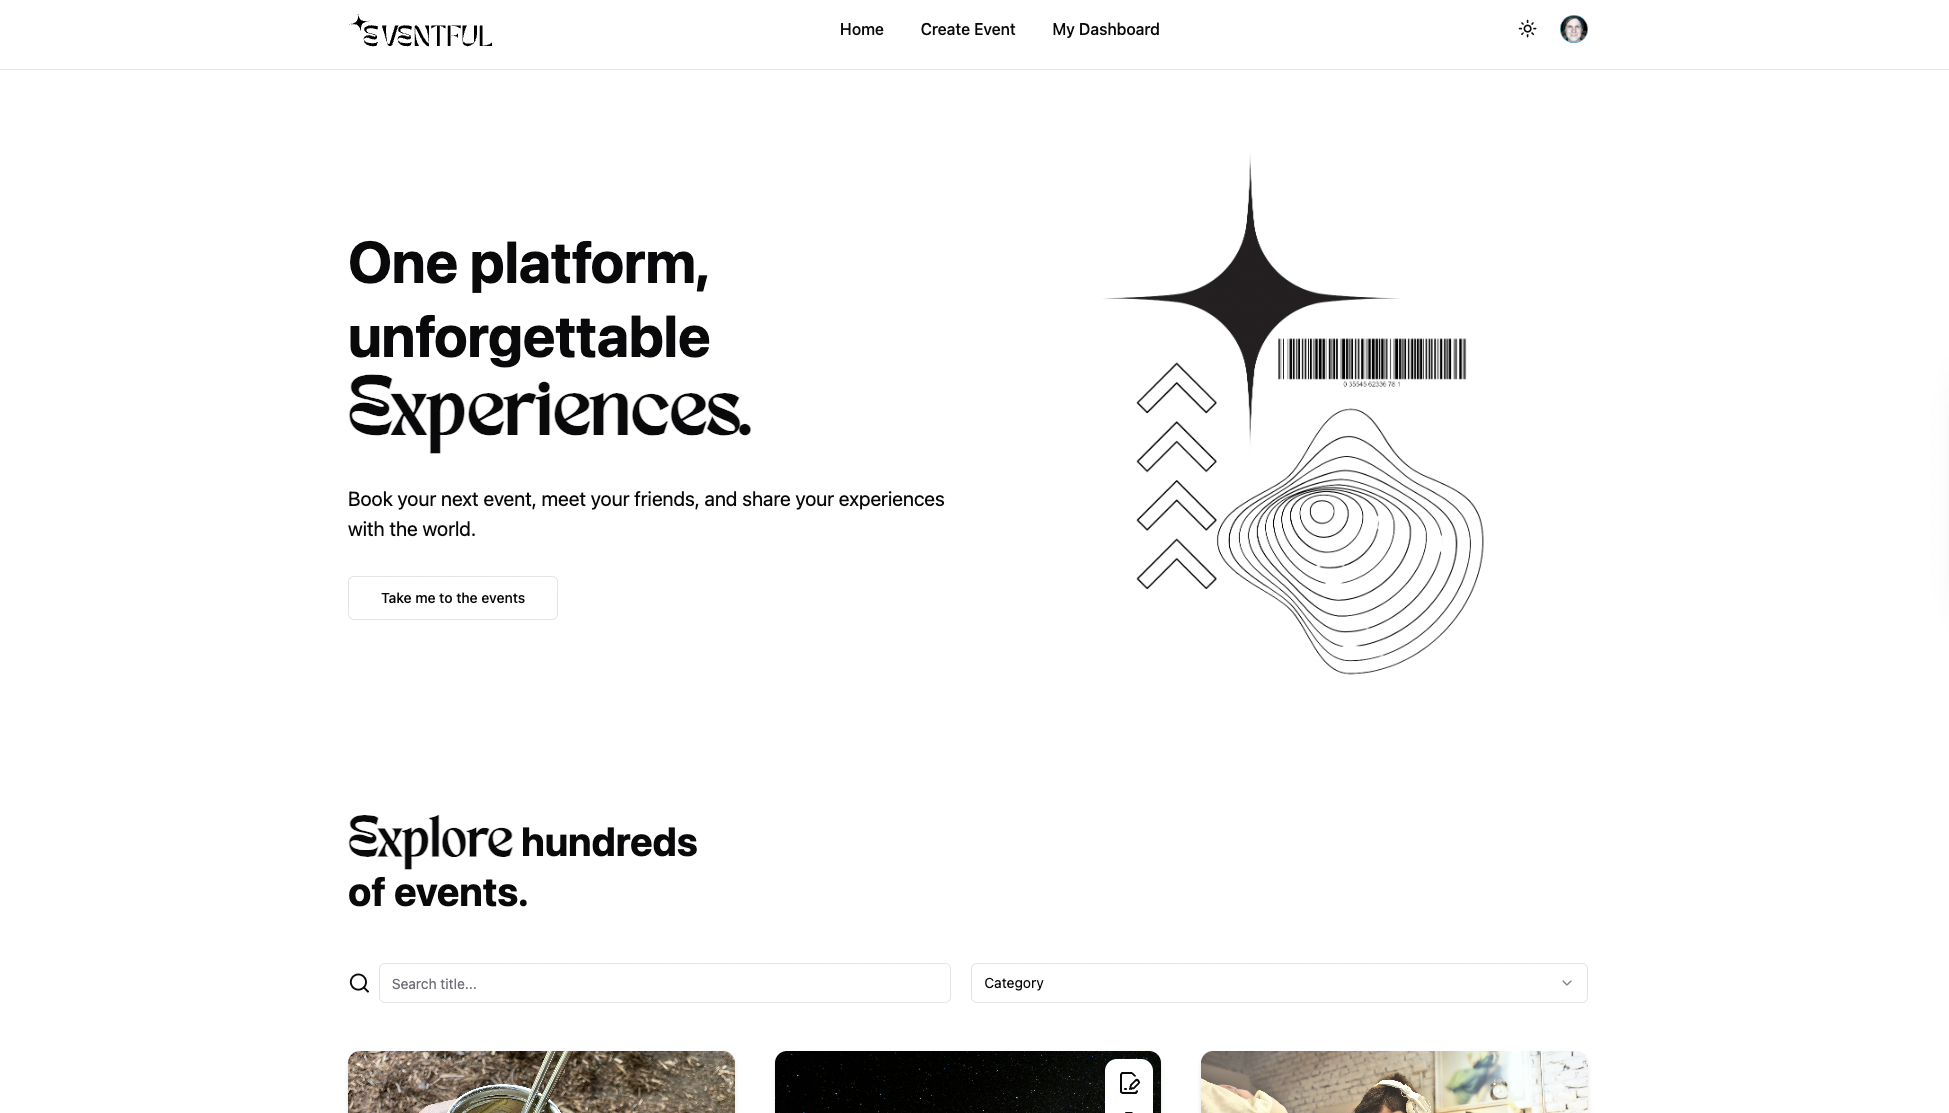 EVENTFUL
Home
Create Event
My Dashboard
One platform,
unforgettable
Experiences.
0 35545 62336 78 1
Book your next event, meet your friends, and share your experiences
with the world.
Take me to the events
Explore hundreds
of events.
Search title...
Category